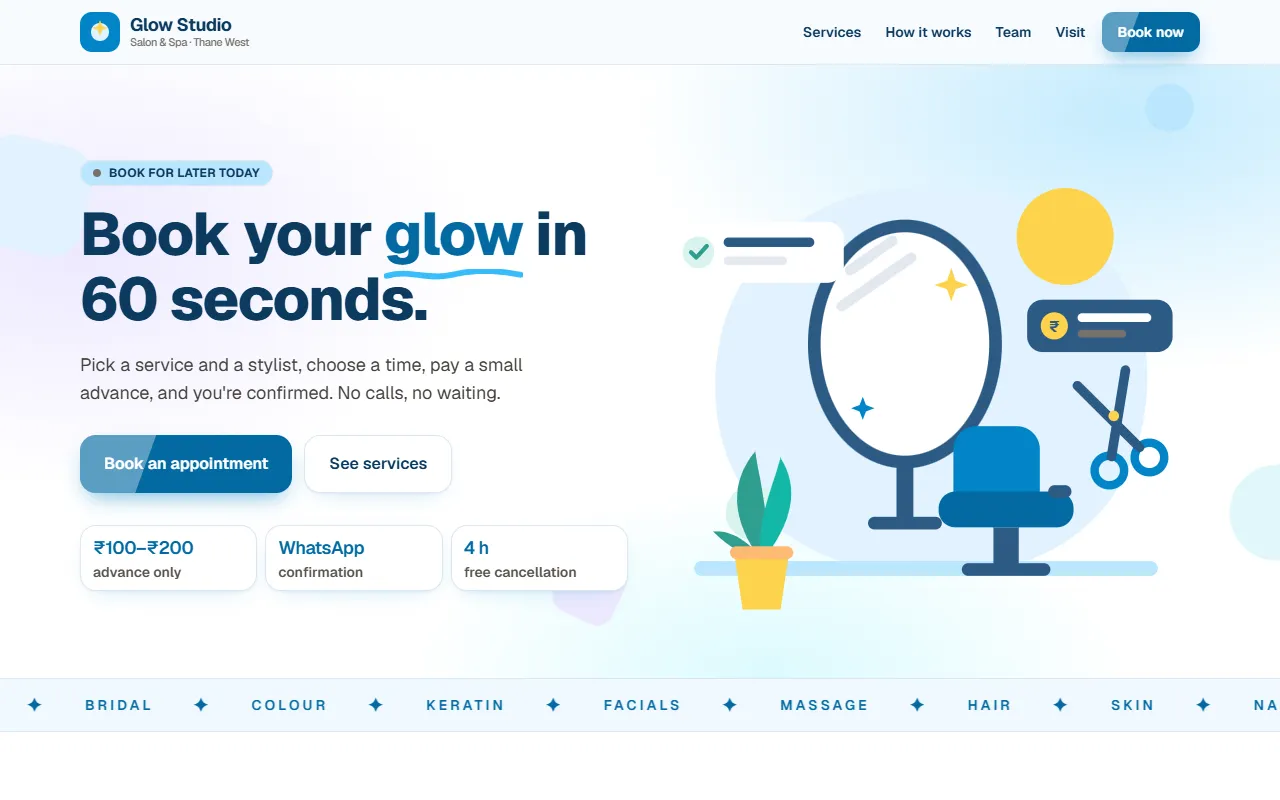 Glow Studio
Salon & Spa · Thane West
Services
How it works
Team
Visit
Book now
BOOK FOR LATER TODAY
Book your glow in
60 seconds.
Pick a service and a stylist, choose a time, pay a small
advance, and you're confirmed. No calls, no waiting.
Book an appointment
See services
₹100–₹200
advance only
WhatsApp
confirmation
4 h
free cancellation
₹
✦ BRIDAL ✦ COLOUR ✦ KERATIN ✦ FACIALS ✦ MASSAGE ✦ HAIR ✦ SKIN ✦ NA